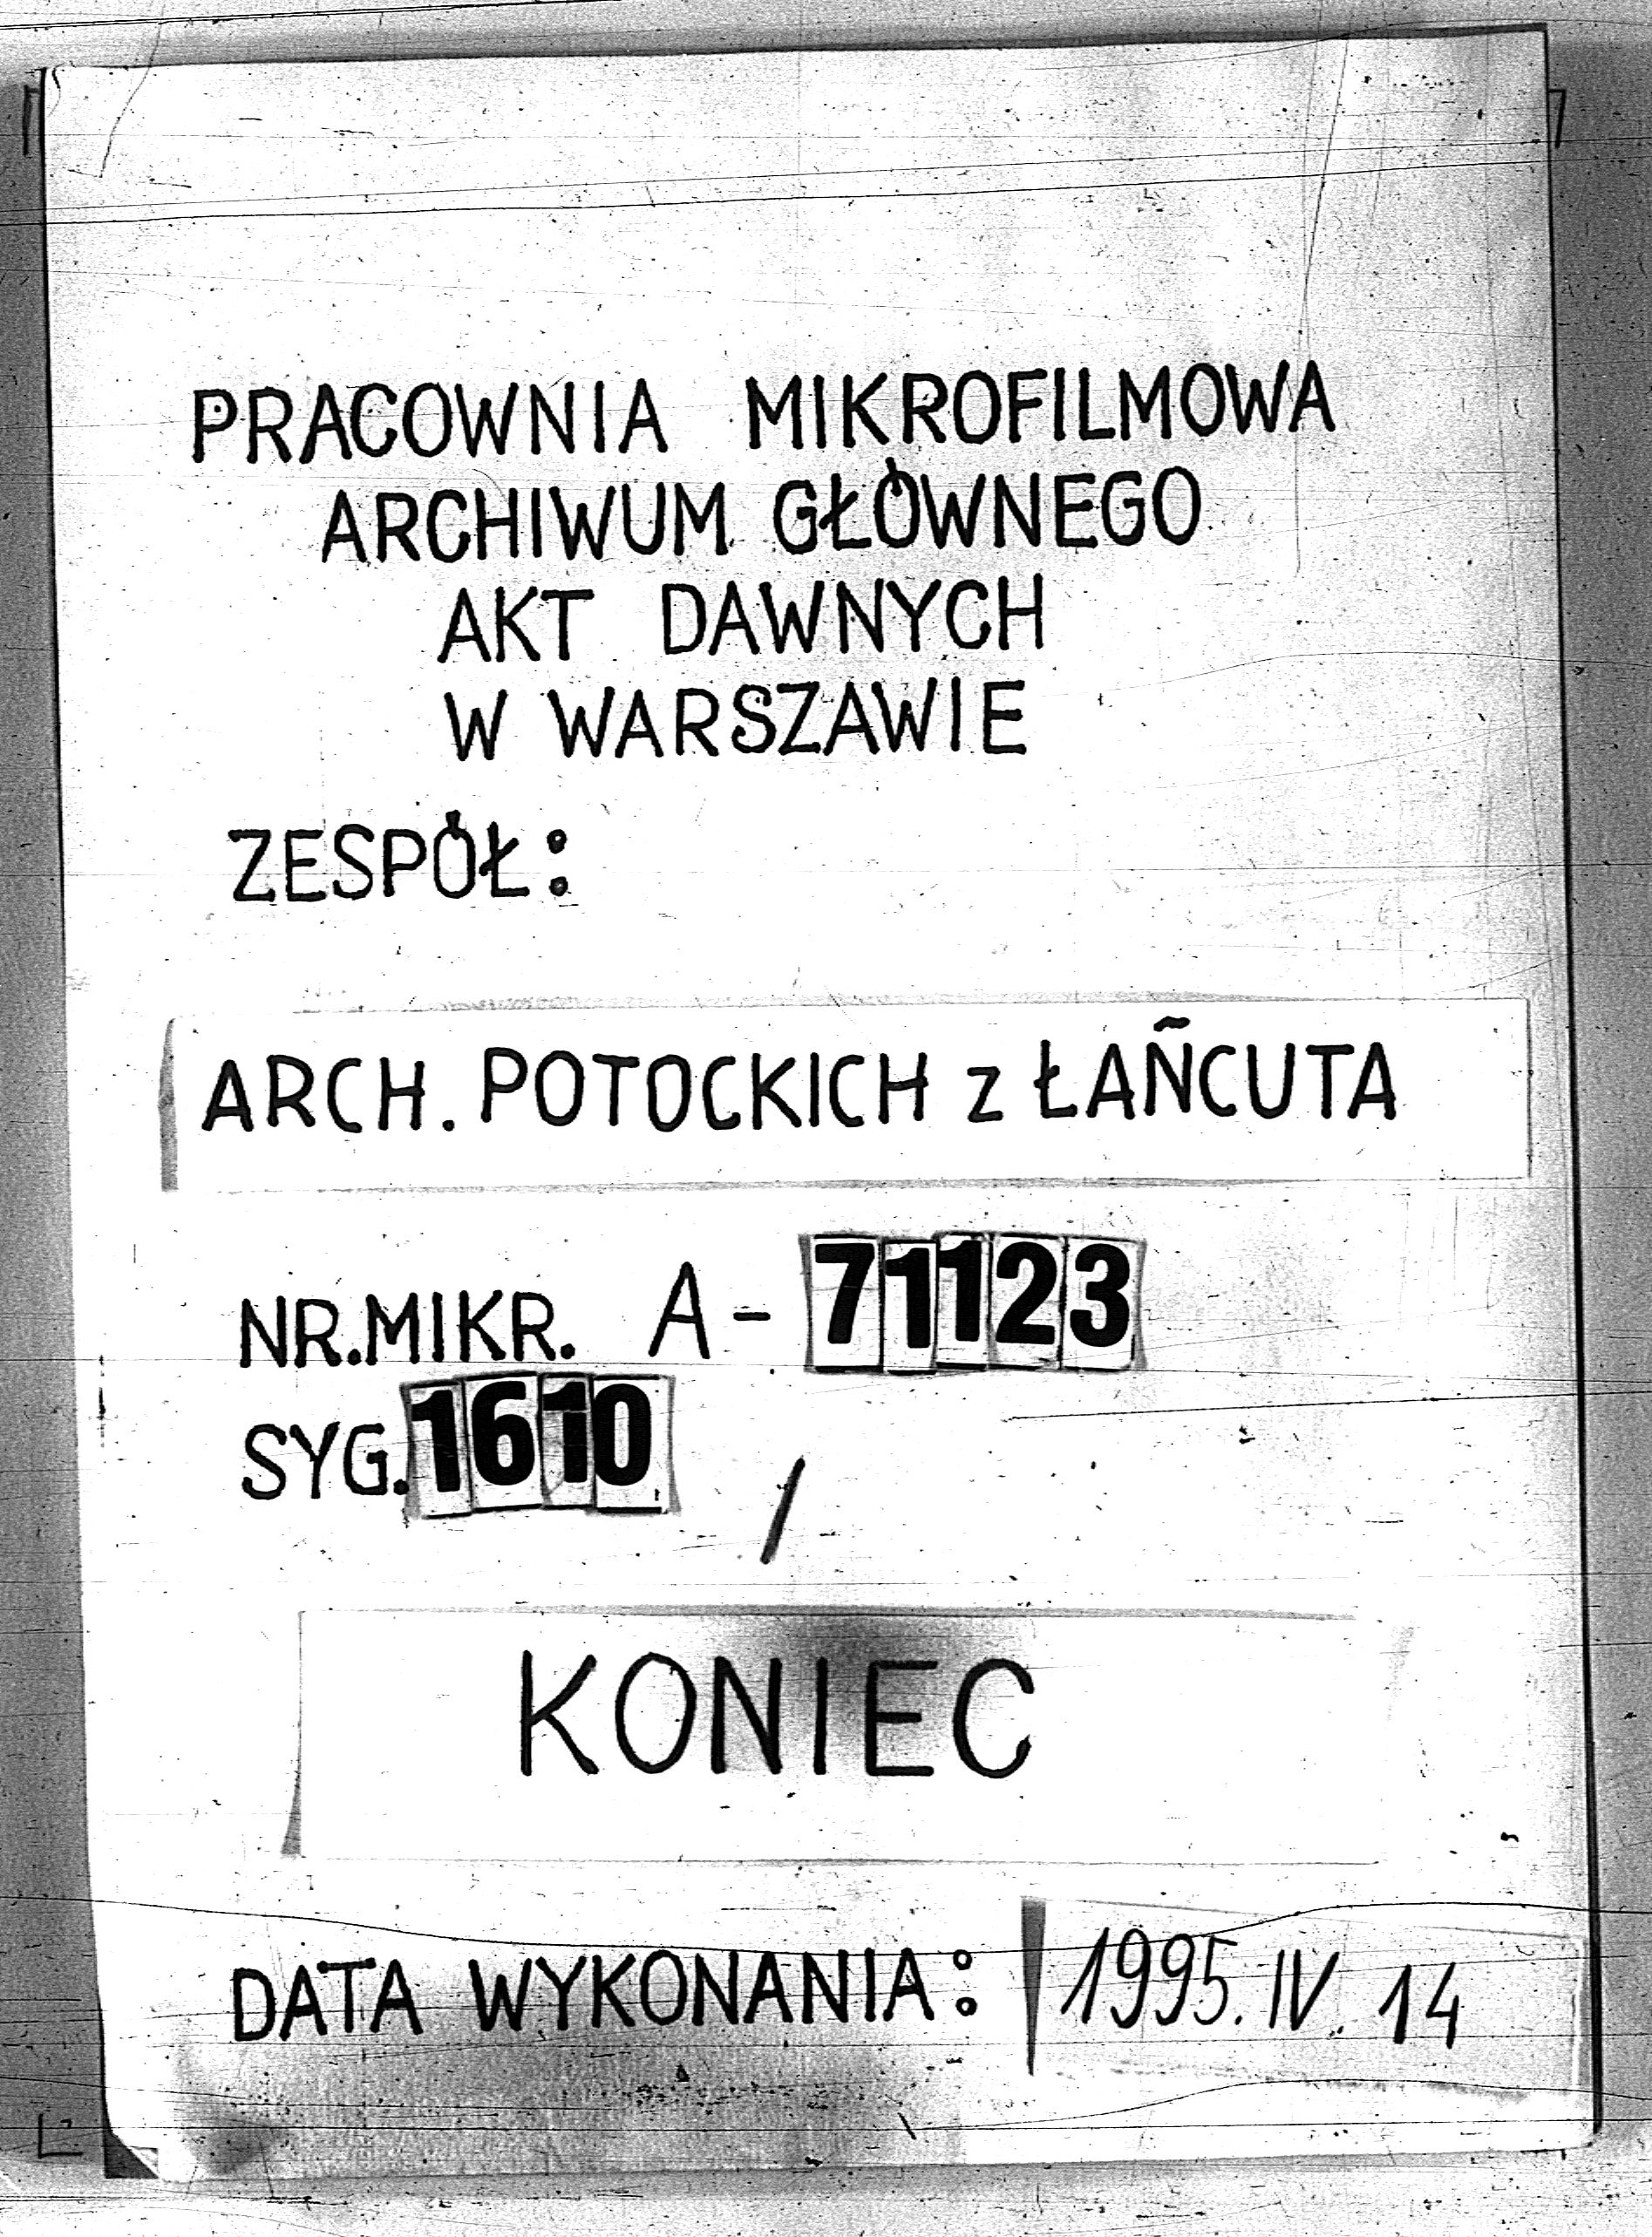 PRACOWNIA MIKROFILMOWA
ARCHIWUM GŁÓWNEGO
AKT DAWNYCH
W WARSZAWIE
ZESPÓŁ:
ARCH. POTOCKICH z ŁAŃCUTA
NR.MIKR. A-71123
SYG. 1610 /
KONIEC
DATA WYKONANIA: 1995.IV.14